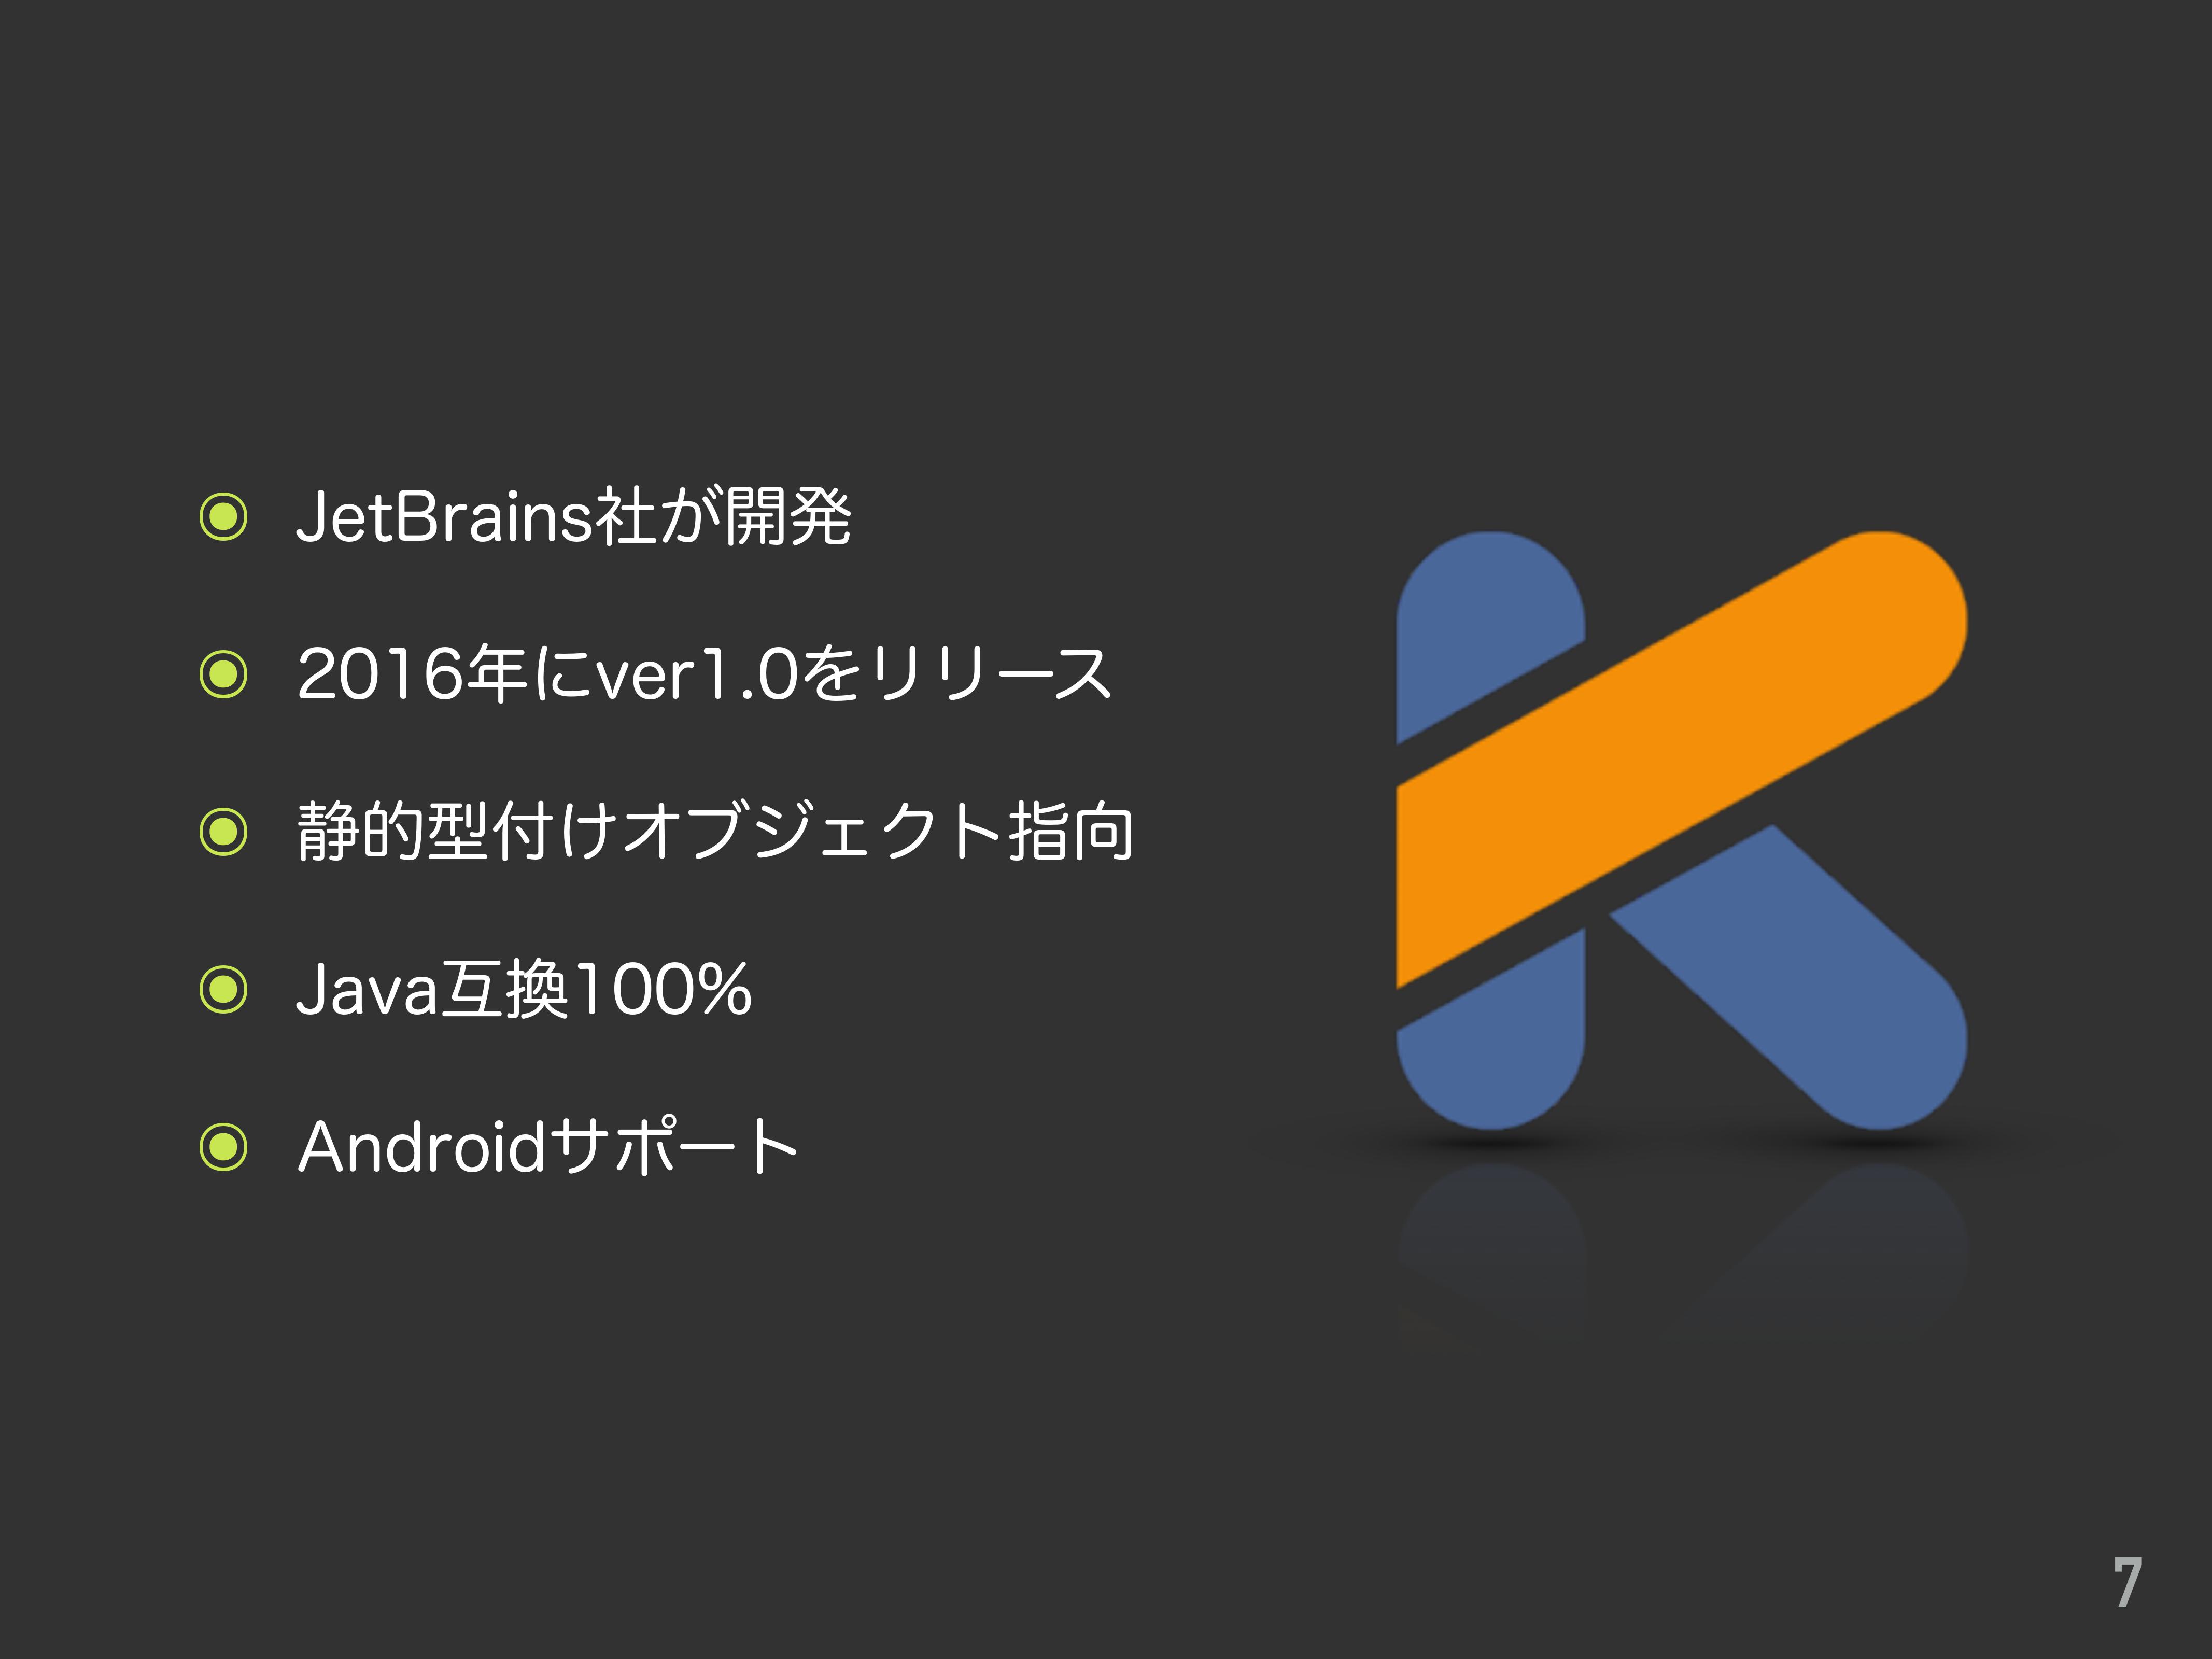 JetBrains社が開発
2016年にver1.0をリリース
静的型付けオブジェクト指向
Java互換100%
Androidサポート
7